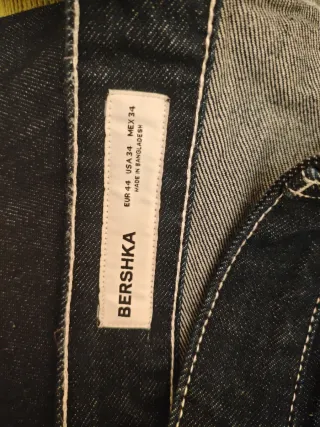 BERSHKA
EUR 44 USA 34 MEX 34
MADE IN BANGLADESH